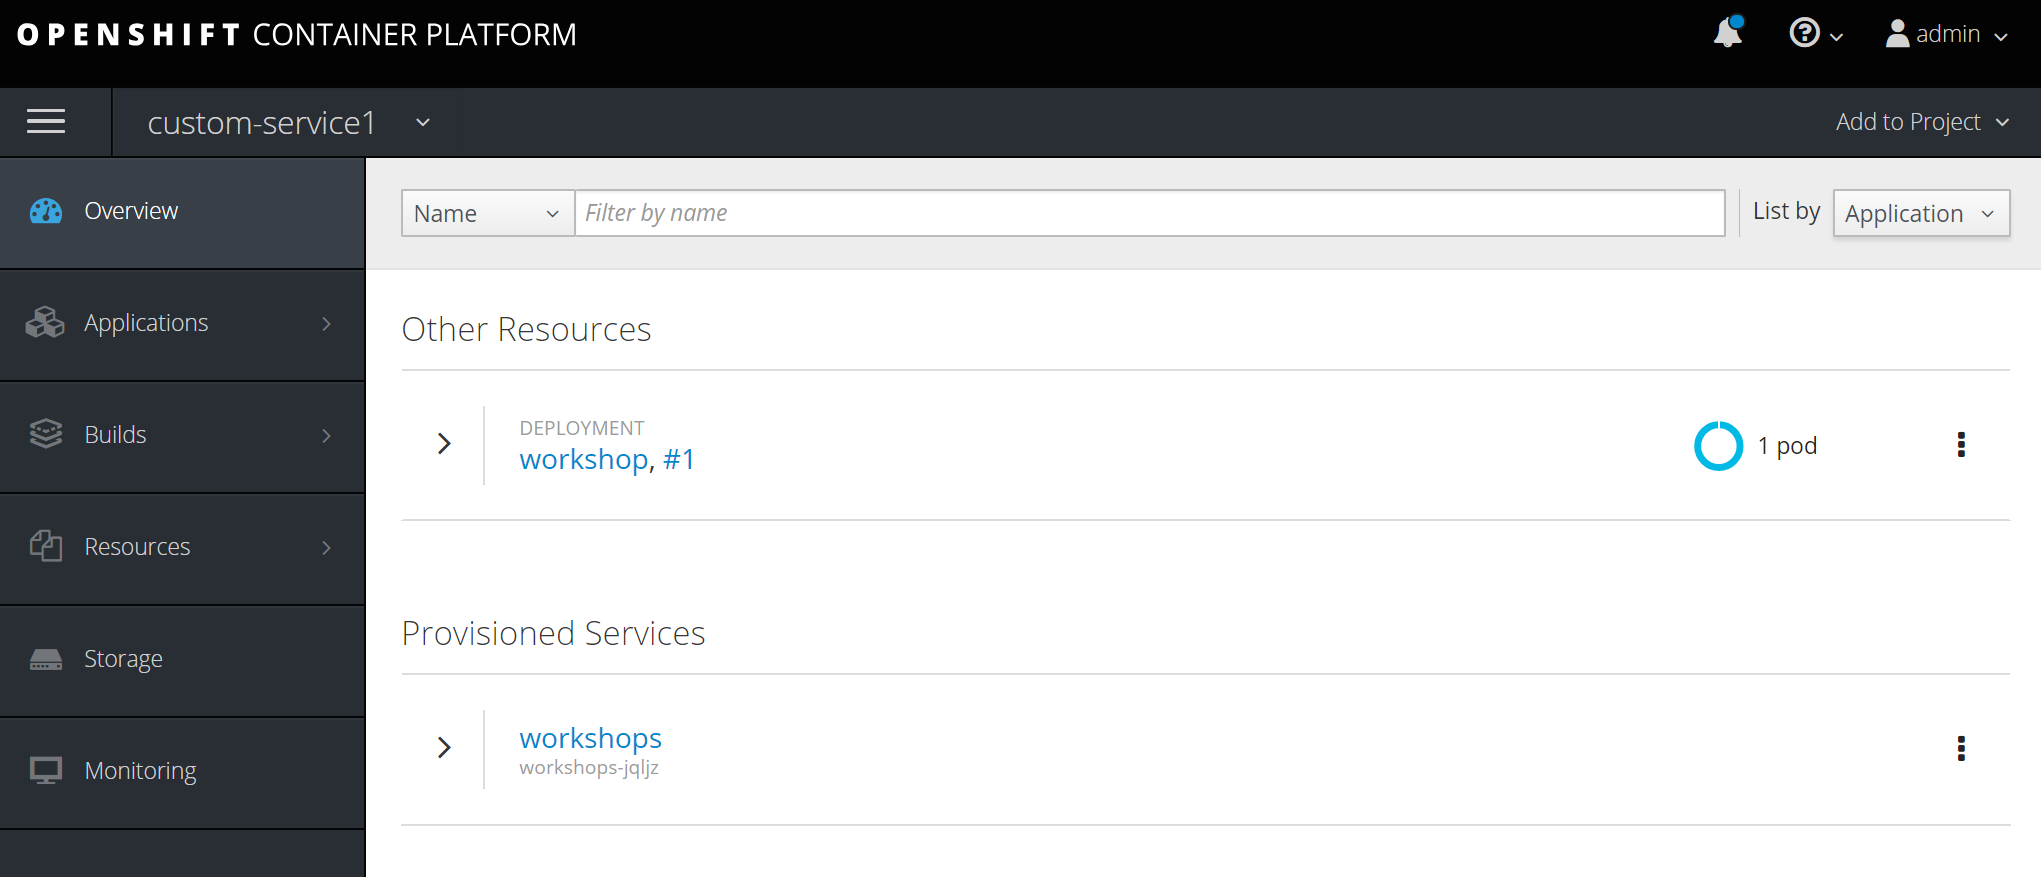 OPENSHIFT CONTAINER PLATFORM
admin
custom-service1
Add to Project
Overview
Applications
Builds
Resources
Storage
Monitoring
Name
Filter by name
List by
Application
Other Resources
DEPLOYMENT
workshop, #1
1 pod
Provisioned Services
workshops
workshops-jqljz